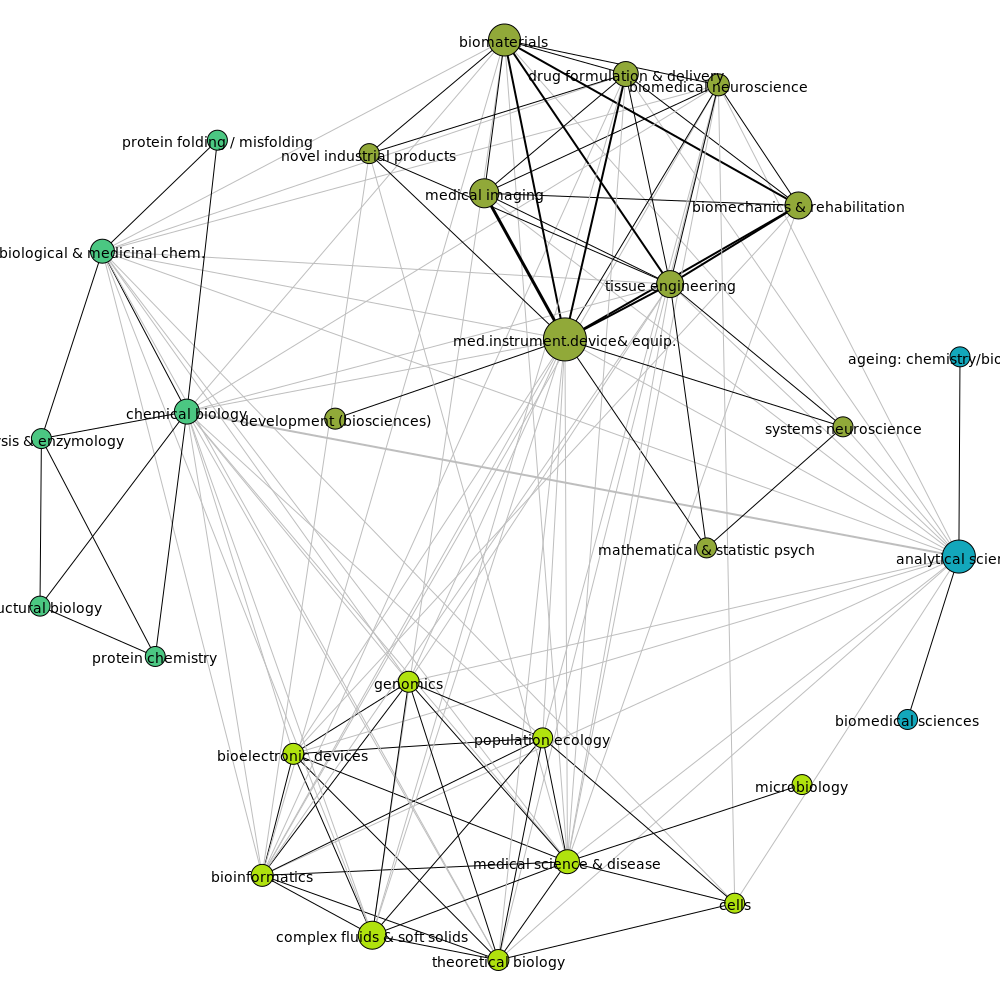 biomaterials
drug formulation & delivery
biomedical neuroscience
protein folding / misfolding
novel industrial products
medical imaging
biomechanics & rehabilitation
biological & medicinal chem.
tissue engineering
med.instrument.device& equip.
ageing: chemistry/bio
chemical biology
development (biosciences)
systems neuroscience
sis & enzymology
mathematical & statistic psych
analytical scien
uctural biology
protein chemistry
genomics
biomedical sciences
population ecology
bioelectronic devices
microbiology
medical science & disease
bioinformatics
cells
complex fluids & soft solids
theoretical biology